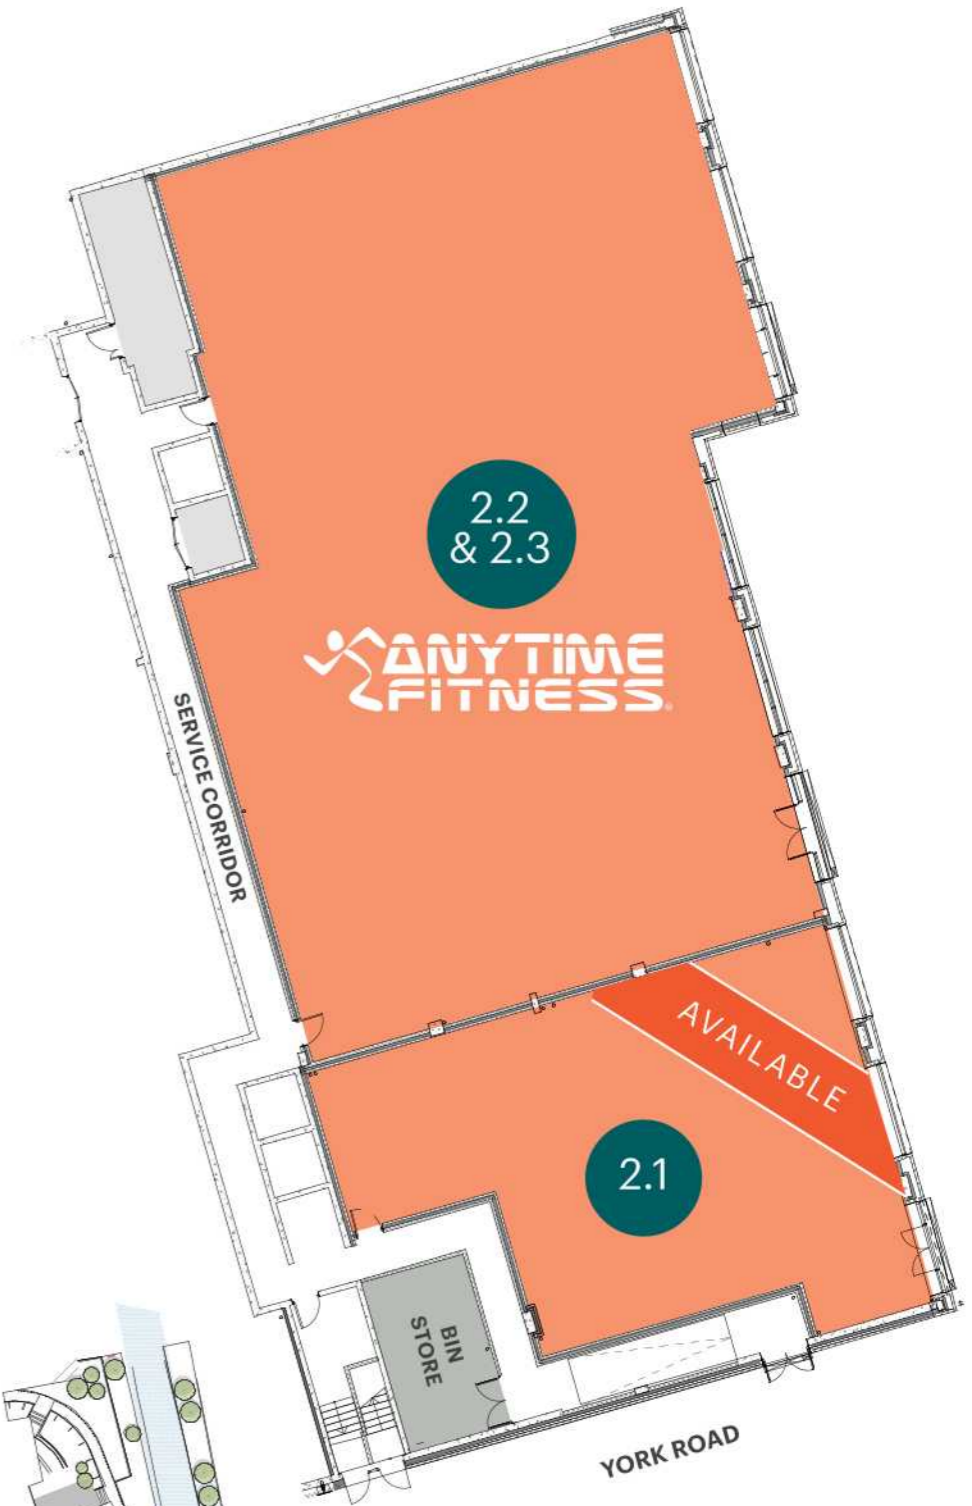 2.2
& 2.3
ANYTIME
FITNESS®
SERVICE CORRIDOR
AVAILABLE
2.1
BIN
STORE
YORK ROAD